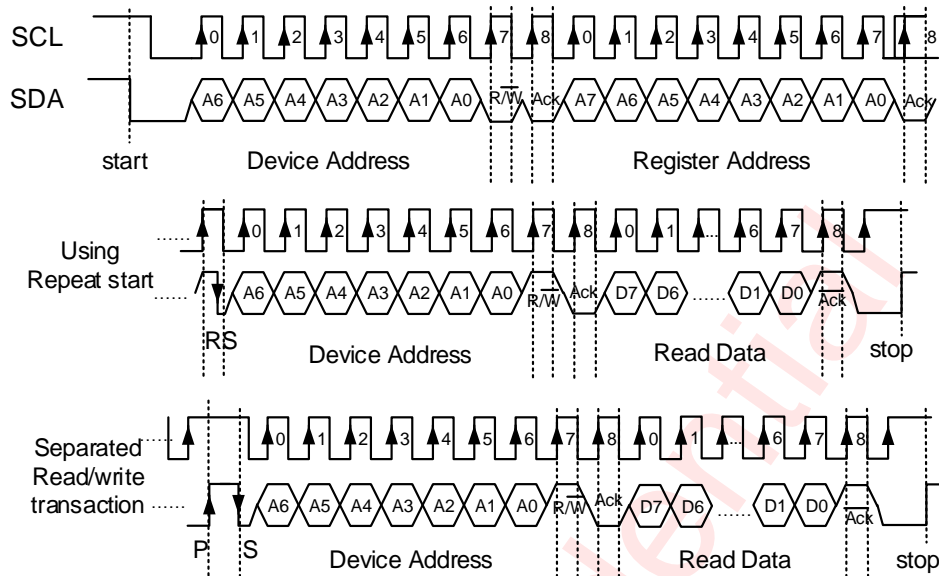 SCL 0 1 2 3 4 5 6 7 8 0 1 2 3 4 5 6 7 8
SDA A6 A5 A4 A3 A2 A1 A0 R/W Ack A7 A6 A5 A4 A3 A2 A1 A0 Ack
start Device Address Register Address
Using
Repeat start
...... 0 1 2 3 4 5 6 7 8 0 1 ... 6 7 8
...... A6 A5 A4 A3 A2 A1 A0 R/W Ack D7 D6 ...... D1 D0 Ack
RS Device Address Read Data stop
Separated
Read/write
transaction
...... 0 1 2 3 4 5 6 7 8 0 1 ... 6 7 8
...... A6 A5 A4 A3 A2 A1 A0 R/W Ack D7 D6 ...... D1 D0 Ack
P S Device Address Read Data stop
dential